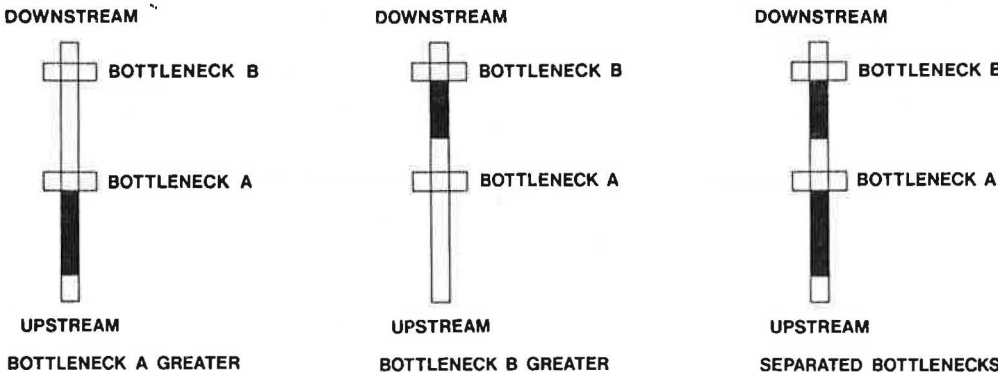 DOWNSTREAM
BOTTLENECK B
BOTTLENECK A
UPSTREAM
BOTTLENECK A GREATER
DOWNSTREAM
BOTTLENECK B
BOTTLENECK A
UPSTREAM
BOTTLENECK B GREATER
DOWNSTREAM
BOTTLENECK B
BOTTLENECK A
UPSTREAM
SEPARATED BOTTLENECKS